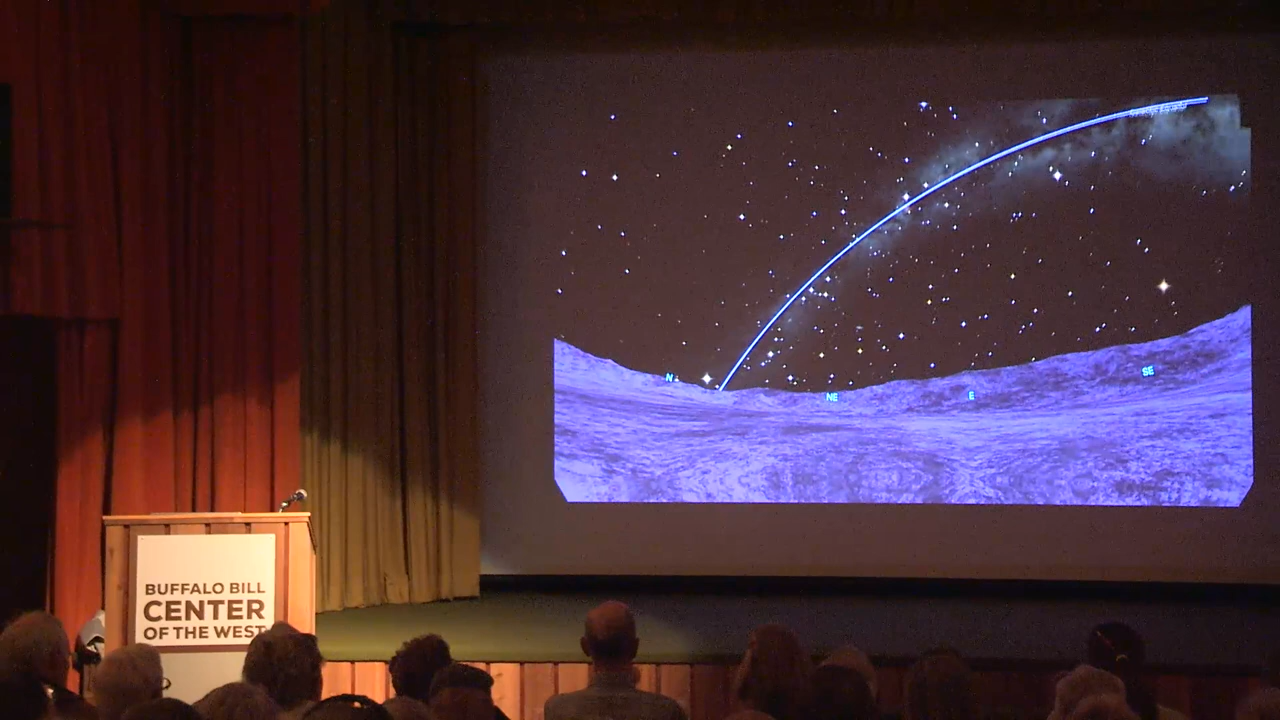 BUFFALO BILL
CENTER
OF THE WEST
N
NE
E
SE